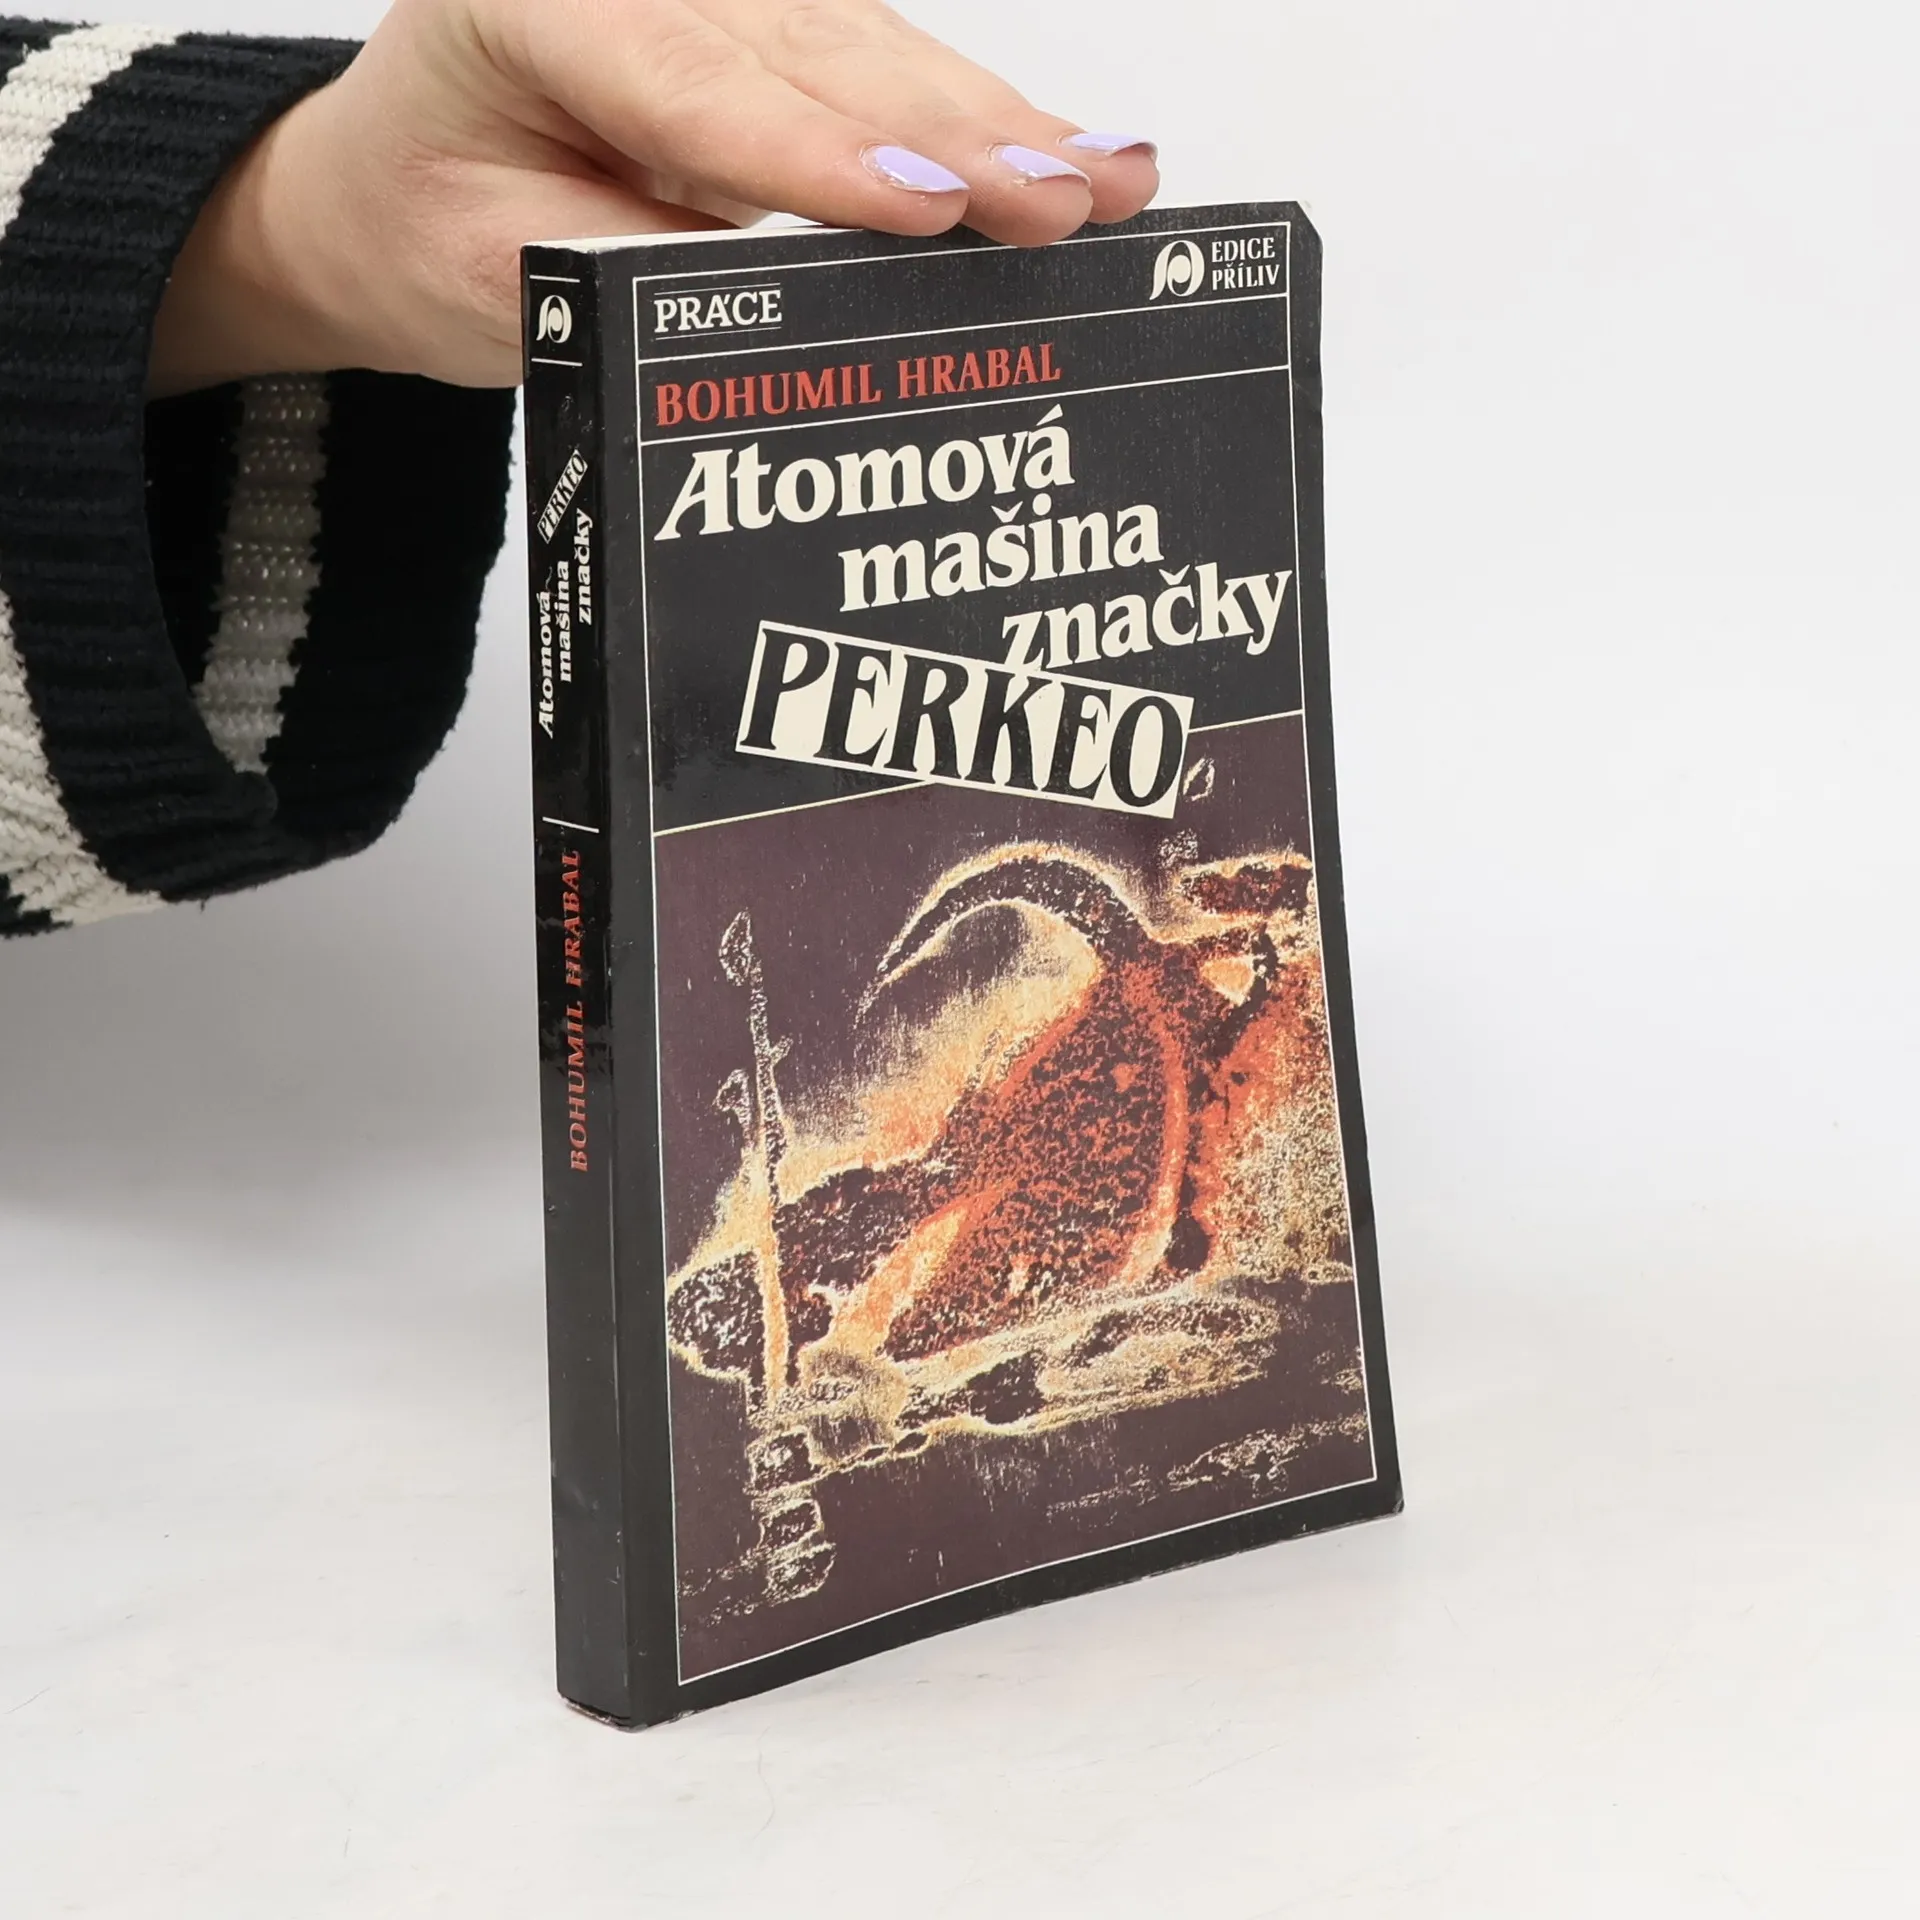 PRÁCE
EDICE
PŘÍLIV
BOHUMIL HRABAL
Atomová
mašina
značky
PERKEO
Atomová
mašina
značky
PERKEO
BOHUMIL HRABAL